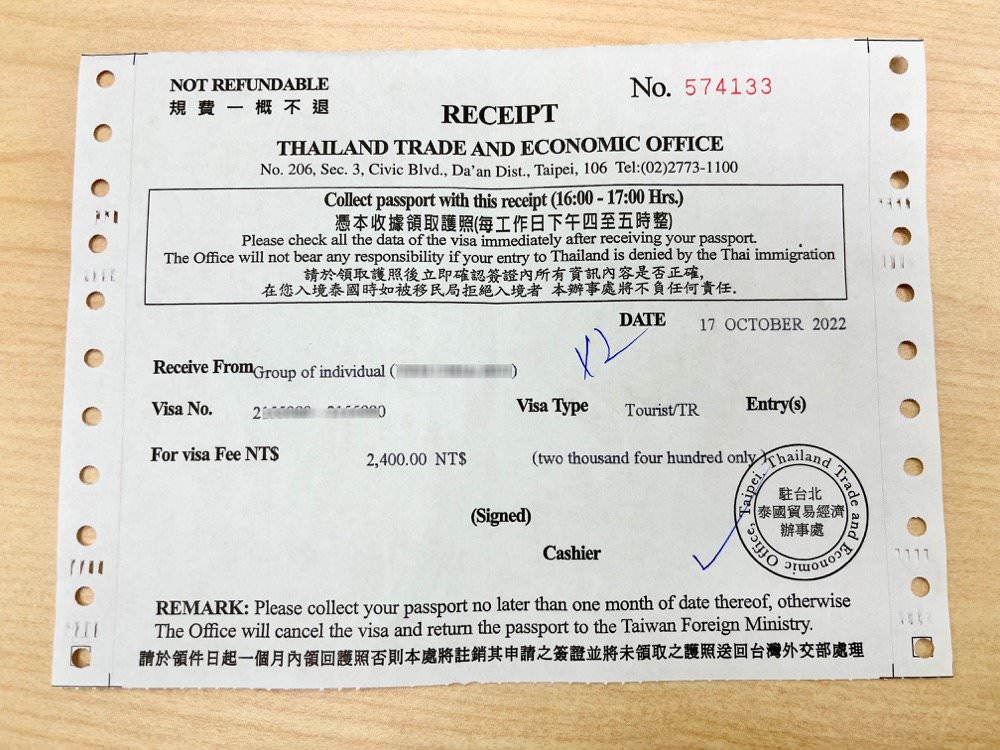 NOT REFUNDABLE
規費一概不退
No. 574133
RECEIPT
THAILAND TRADE AND ECONOMIC OFFICE
No. 206, Sec. 3, Civic Blvd., Da'an Dist., Taipei, 106 Tel:(02)2773-1100
Collect passport with this receipt (16:00 - 17:00 Hrs.)
憑本收據領取護照(每工作日下午四至五時整)
Please check all the data of the visa immediately after receiving your passport.
The Office will not bear any responsibility if your entry to Thailand is denied by the Thai immigration
請於領取護照後立即確認簽證內所有資訊內容是否正確,
在您入境泰國時如被移民局拒絕入境者 本辦事處將不負任何責任.
DATE 17 OCTOBER 2022
X2
Receive From Group of individual ( )
Visa No. Visa Type Tourist/TR Entry(s)
For visa Fee NT$ 2,400.00 NT$ (two thousand four hundred only )
Thailand Trade and Economic Office, Taipei.
駐台北
泰國貿易經濟
辦事處
(Signed)
Cashier
REMARK: Please collect your passport no later than one month of date thereof, otherwise
The Office will cancel the visa and return the passport to the Taiwan Foreign Ministry.
請於領件日起一個月內領回護照否則本處將註銷其申請之簽證並將未領取之護照送回台灣外交部處理